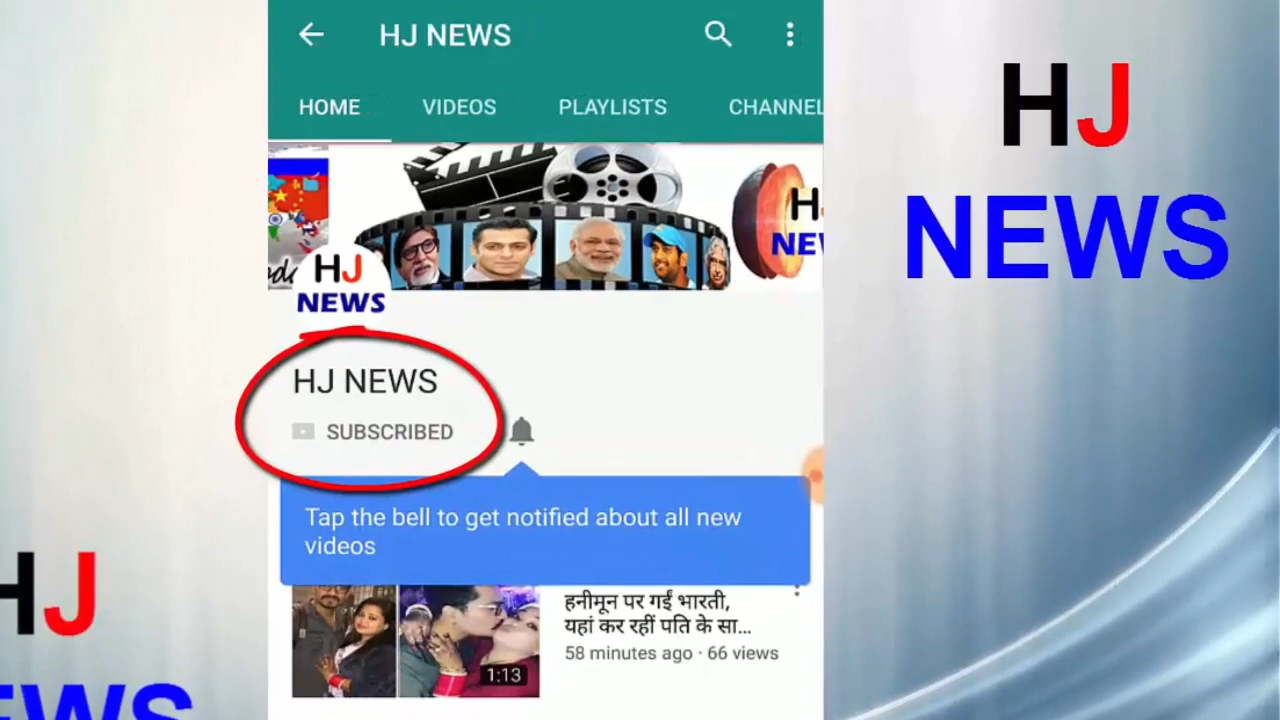 HJ NEWS
HOME VIDEOS PLAYLISTS CHANNEL
HJ
NEWS
HJ
NEWS
HJ NEWS
SUBSCRIBED
Tap the bell to get notified about all new
videos
हनीमून पर गईं भारती,
यहां कर रहीं पति के सा...
58 minutes ago · 66 views
1:13
HJ